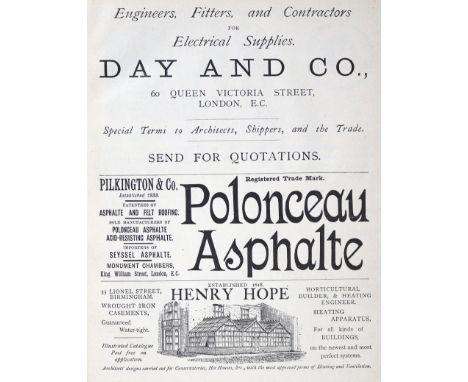 Engineers, Fitters, and Contractors
FOR
Electrical Supplies.
DAY AND CO.,
60 QUEEN VICTORIA STREET,
LONDON, E.C.
Special Terms to Architects, Shippers, and the Trade.
SEND FOR QUOTATIONS.
PILKINGTON & Co.
Established 1838.
PATENTEES OF
ASPHALTE AND FELT ROOFING.
SOLE MANUFACTURERS OF
POLONCEAU ASPHALTE
ACID-RESISTING ASPHALTE.
IMPORTERS OF
SEYSSEL ASPHALTE.
MONUMENT CHAMBERS,
King William Street, London, E.C.
Registered Trade Mark.
Polonceau
Asphalte
55 LIONEL STREET,
BIRMINGHAM.
WROUGHT IRON
CASEMENTS,
Guaranteed
Water-tight.
Illustrated Catalogue
Post free on
application.
ESTABLISHED 1818.
HENRY HOPE
HORTICULTURAL
BUILDER, & HEATING
ENGINEER.
HEATING
APPARATUS,
For all kinds of
BUILDINGS,
on the newest and most
perfect systems.
Architects' designs carried out for Conservatories, Hot Houses, &c., with the most approved forms of Heating and Ventilation.